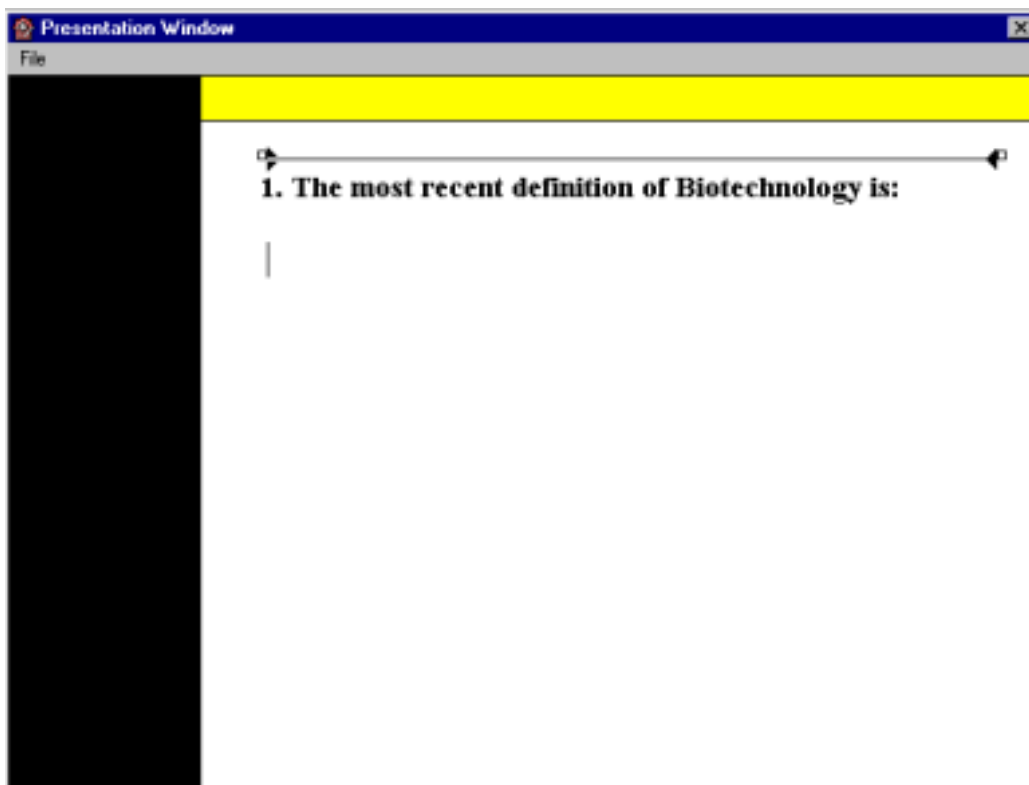 Presentation Window
File
1. The most recent definition of Biotechnology is: